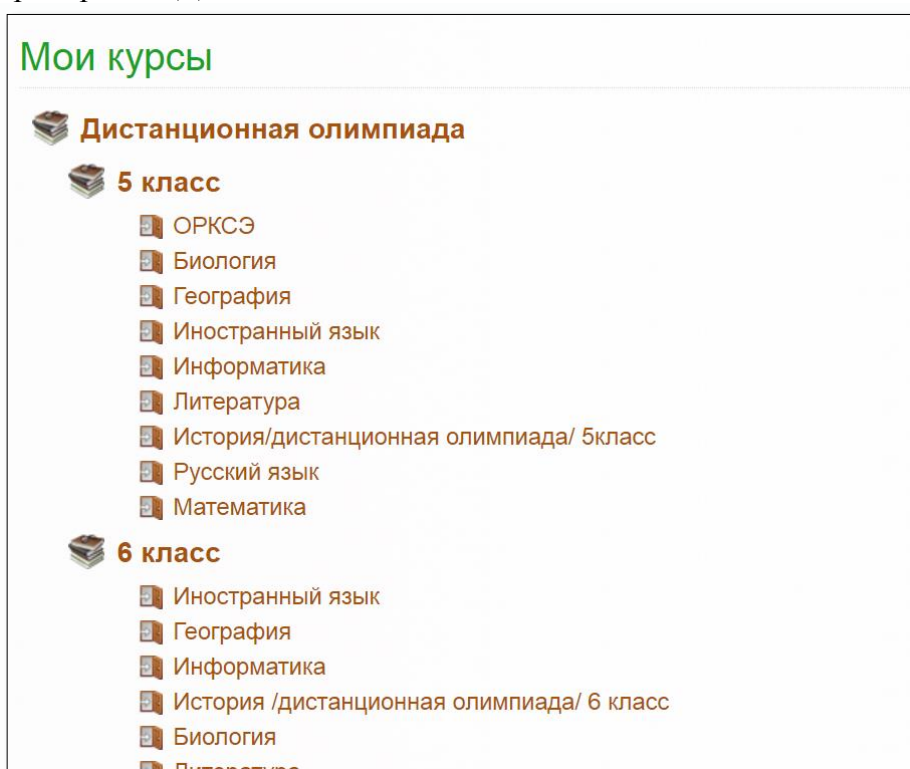 Мои курсы
Дистанционная олимпиада
5 класс
ОРКСЭ
Биология
География
Иностранный язык
Информатика
Литература
История/дистанционная олимпиада/ 5класс
Русский язык
Математика
6 класс
Иностранный язык
География
Информатика
История /дистанционная олимпиада/ 6 класс
Биология